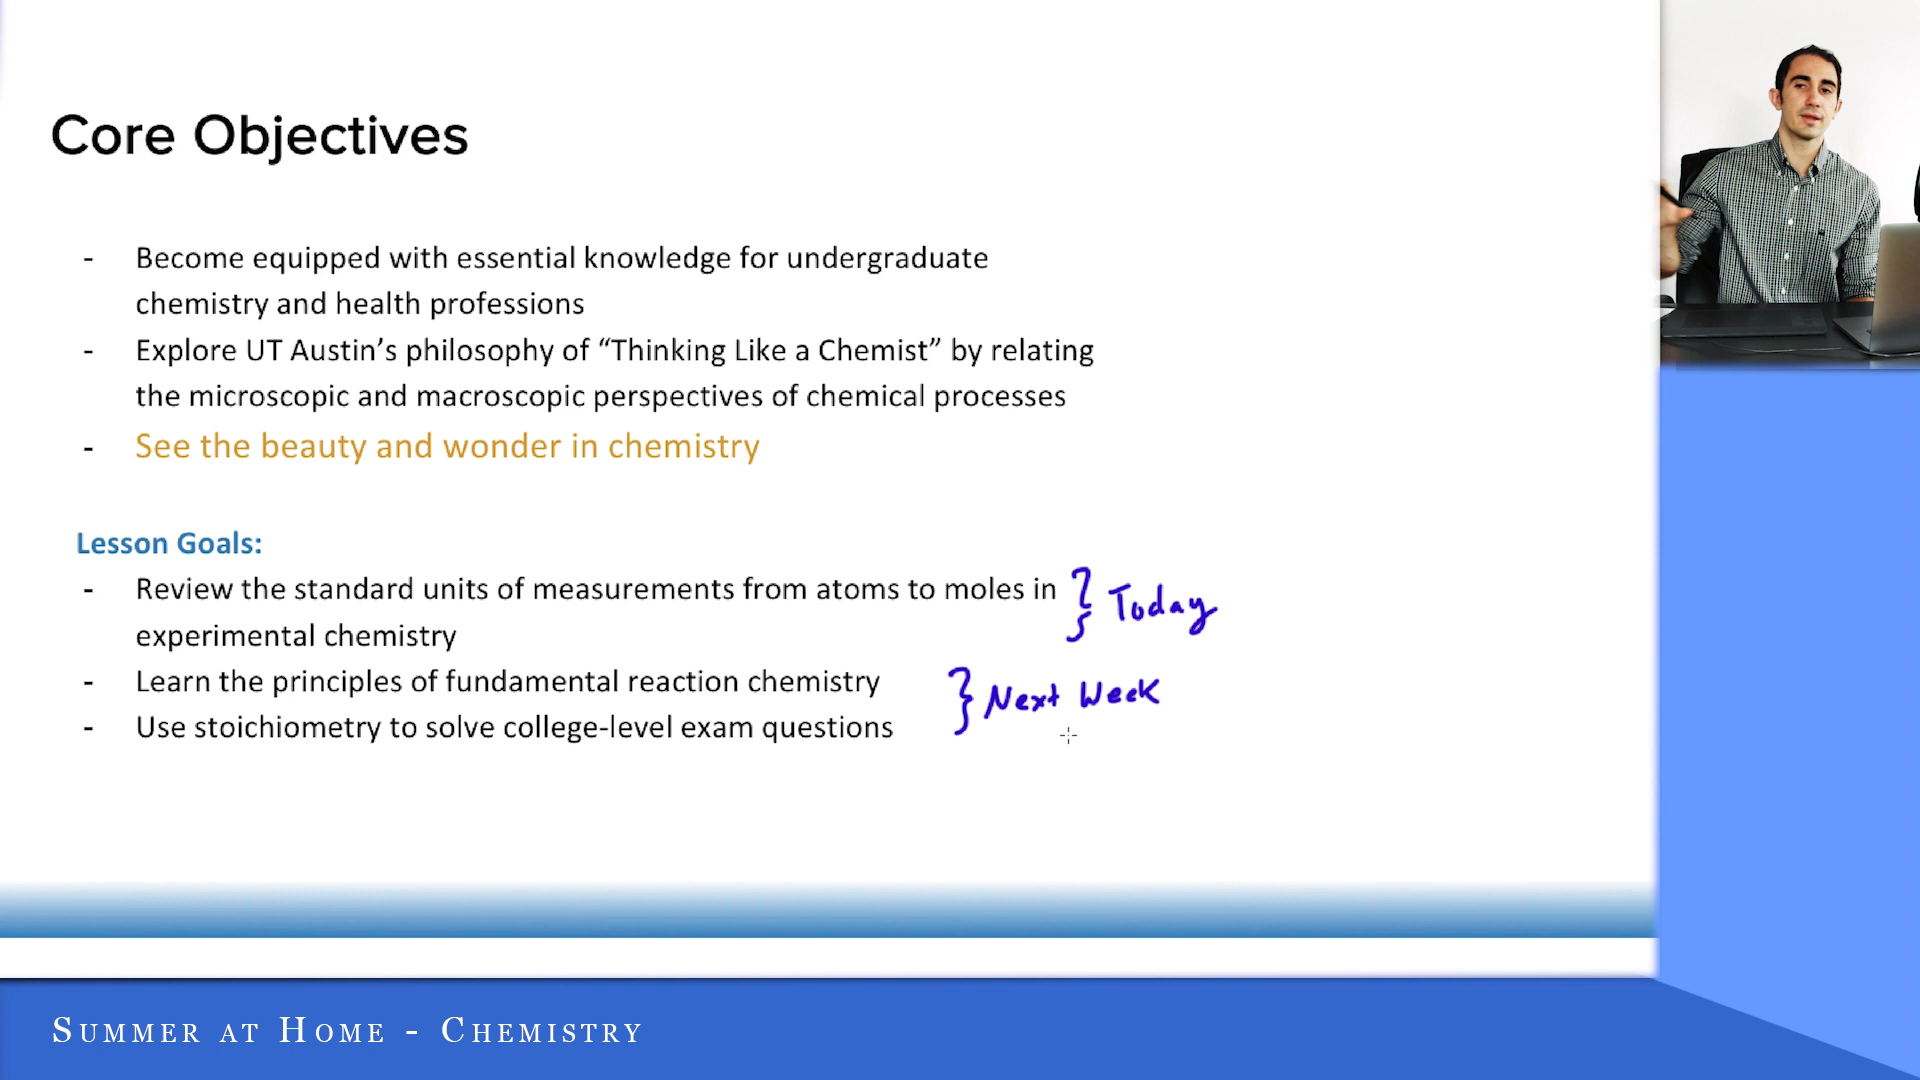 Core Objectives
- Become equipped with essential knowledge for undergraduate
chemistry and health professions
- Explore UT Austin’s philosophy of “Thinking Like a Chemist” by relating
the microscopic and macroscopic perspectives of chemical processes
- See the beauty and wonder in chemistry
Lesson Goals:
- Review the standard units of measurements from atoms to moles in
experimental chemistry
} Today
- Learn the principles of fundamental reaction chemistry
- Use stoichiometry to solve college-level exam questions
} Next Week
Summer at Home - Chemistry